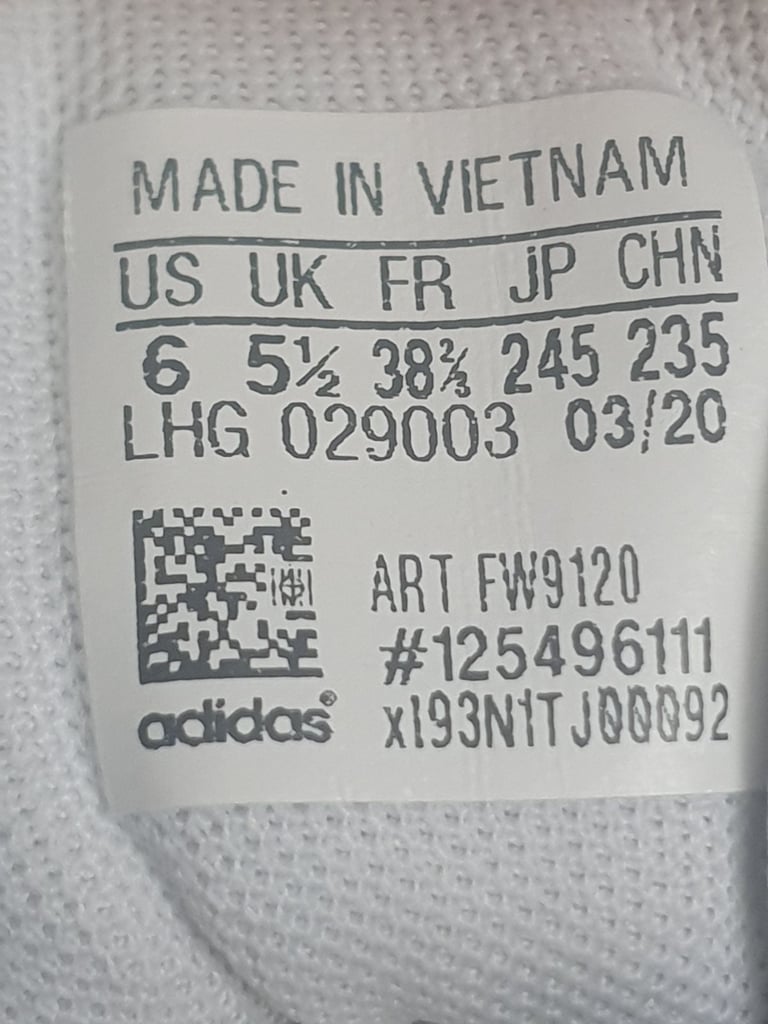 MADE IN VIETNAM
US UK FR JP CHN
6 5½ 38⅔ 245 235
LHG 029003 03/20
ART FW9120
#125496111
adidas® x193N1TJ00092